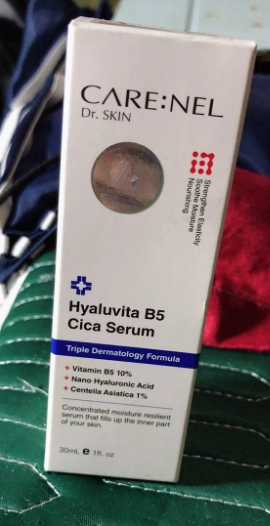 CARE:NEL
Dr. SKIN
Strengthen Elasticity
Soothe Moisture
Nourishing
Hyaluvita B5
Cica Serum
Triple Dermatology Formula
+ Vitamin B5 10%
+ Nano Hyaluronic Acid
+ Centella Asiatica 1%
Concentrated moisture resilient
serum that fills up the inner part
of your skin.
30mL ℮ 1fl. oz